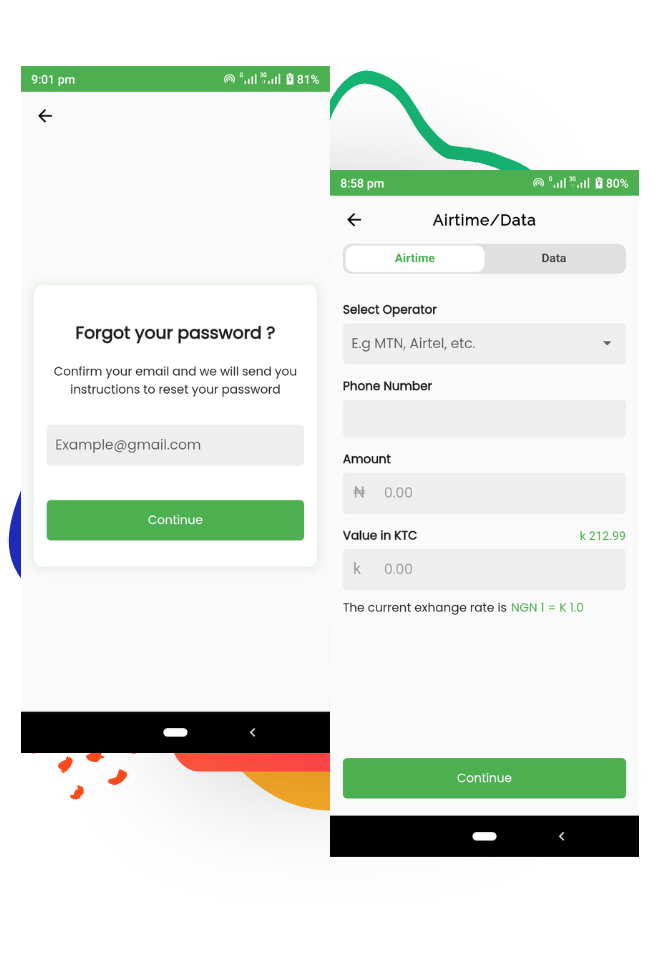 9:01 pm
G 3G 81%
Forgot your password ?
Confirm your email and we will send you
instructions to reset your password
Example@gmail.com
Continue
8:58 pm
G 3G 80%
Airtime/Data
Airtime Data
Select Operator
E.g MTN, Airtel, etc.
Phone Number
Amount
₦ 0.00
Value in KTC k 212.99
k 0.00
The current exhange rate is NGN 1 = K 1.0
Continue